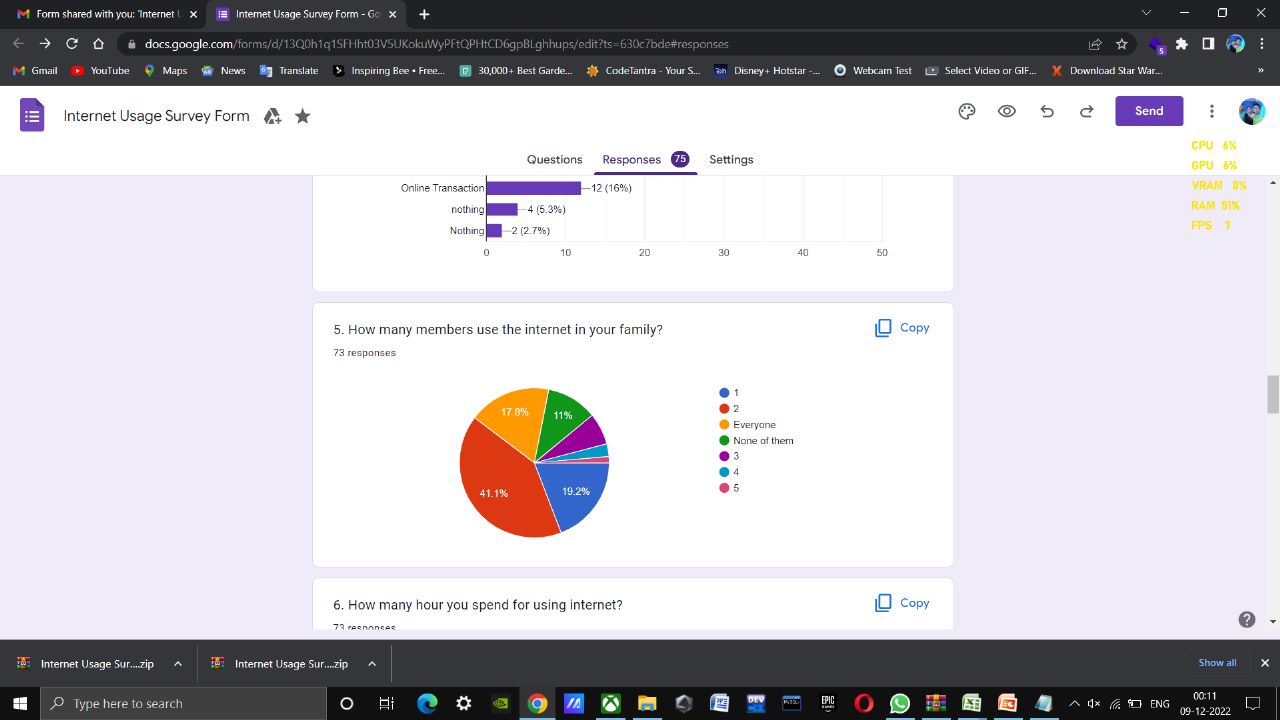 Form shared with you: 'Internet U
Internet Usage Survey Form - Go
docs.google.com/forms/d/13Q0h1q1SFHht03V5UKokuWyPFtQPHtCD6gpBLghhups/edit?ts=630c7bde#responses
5
Gmail
YouTube
Maps
News
Translate
Inspiring Bee • Free...
30,000+ Best Garde...
CodeTantra - Your S...
Disney+ Hotstar -...
Webcam Test
Select Video or GIF...
Download Star War...
»
Internet Usage Survey Form
Send
Questions
Responses 75
Settings
CPU 6%
GPU 6%
VRAM 8%
RAM 51%
FPS 7
Online Transaction 12 (16%)
nothing 4 (5.3%)
Nothing 2 (2.7%)
0 10 20 30 40 50
5. How many members use the internet in your family?
Copy
73 responses
17.8%
11%
41.1%
19.2%
1
2
Everyone
None of them
3
4
5
6. How many hour you spend for using internet?
Copy
73 responses
Internet Usage Sur....zip
Internet Usage Sur....zip
Show all
Type here to search
DEV
MySQL
EPIC GAMES
ENG
00:11
09-12-2022